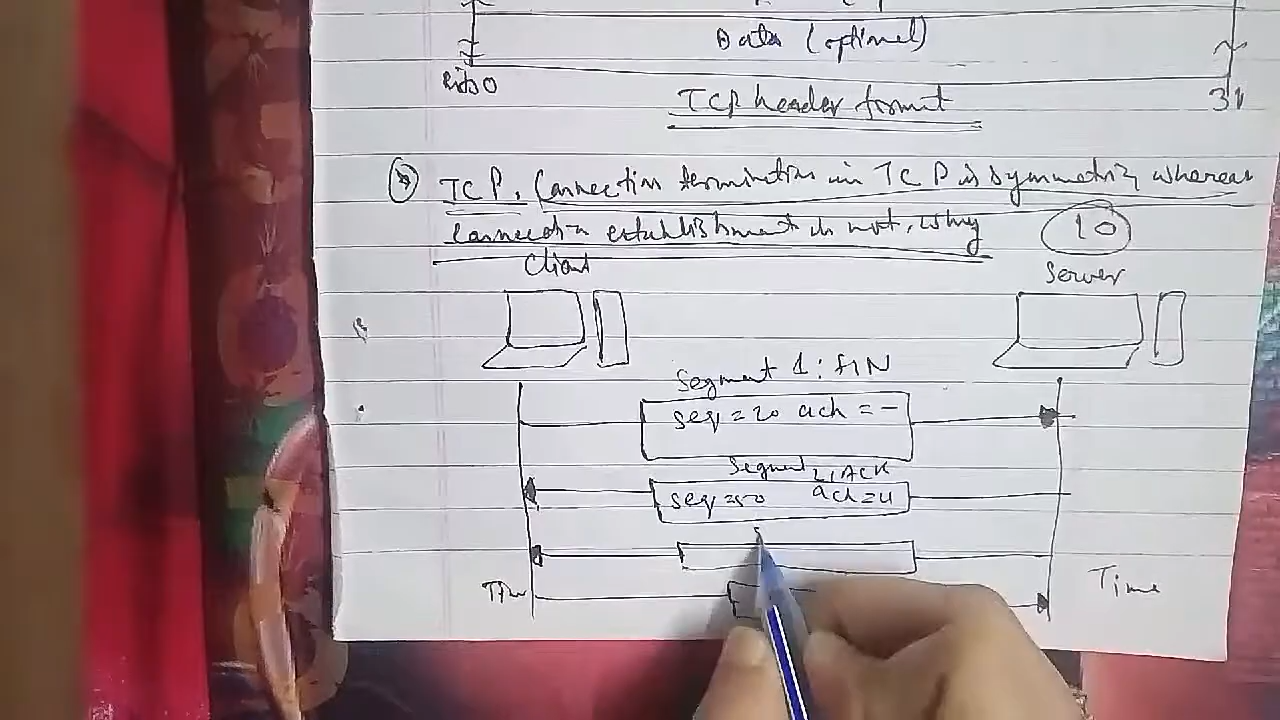 Data (optional)
Bits 0
31
TCP header format
TCP. Connection termination in TCP is symmetric, whereas
connection establishment is not, why
10
Client
Server
Segment 1: FIN
seq = 20 ack = -
Segment 2, ACK
seq = 50 ack = 21
Time
Time